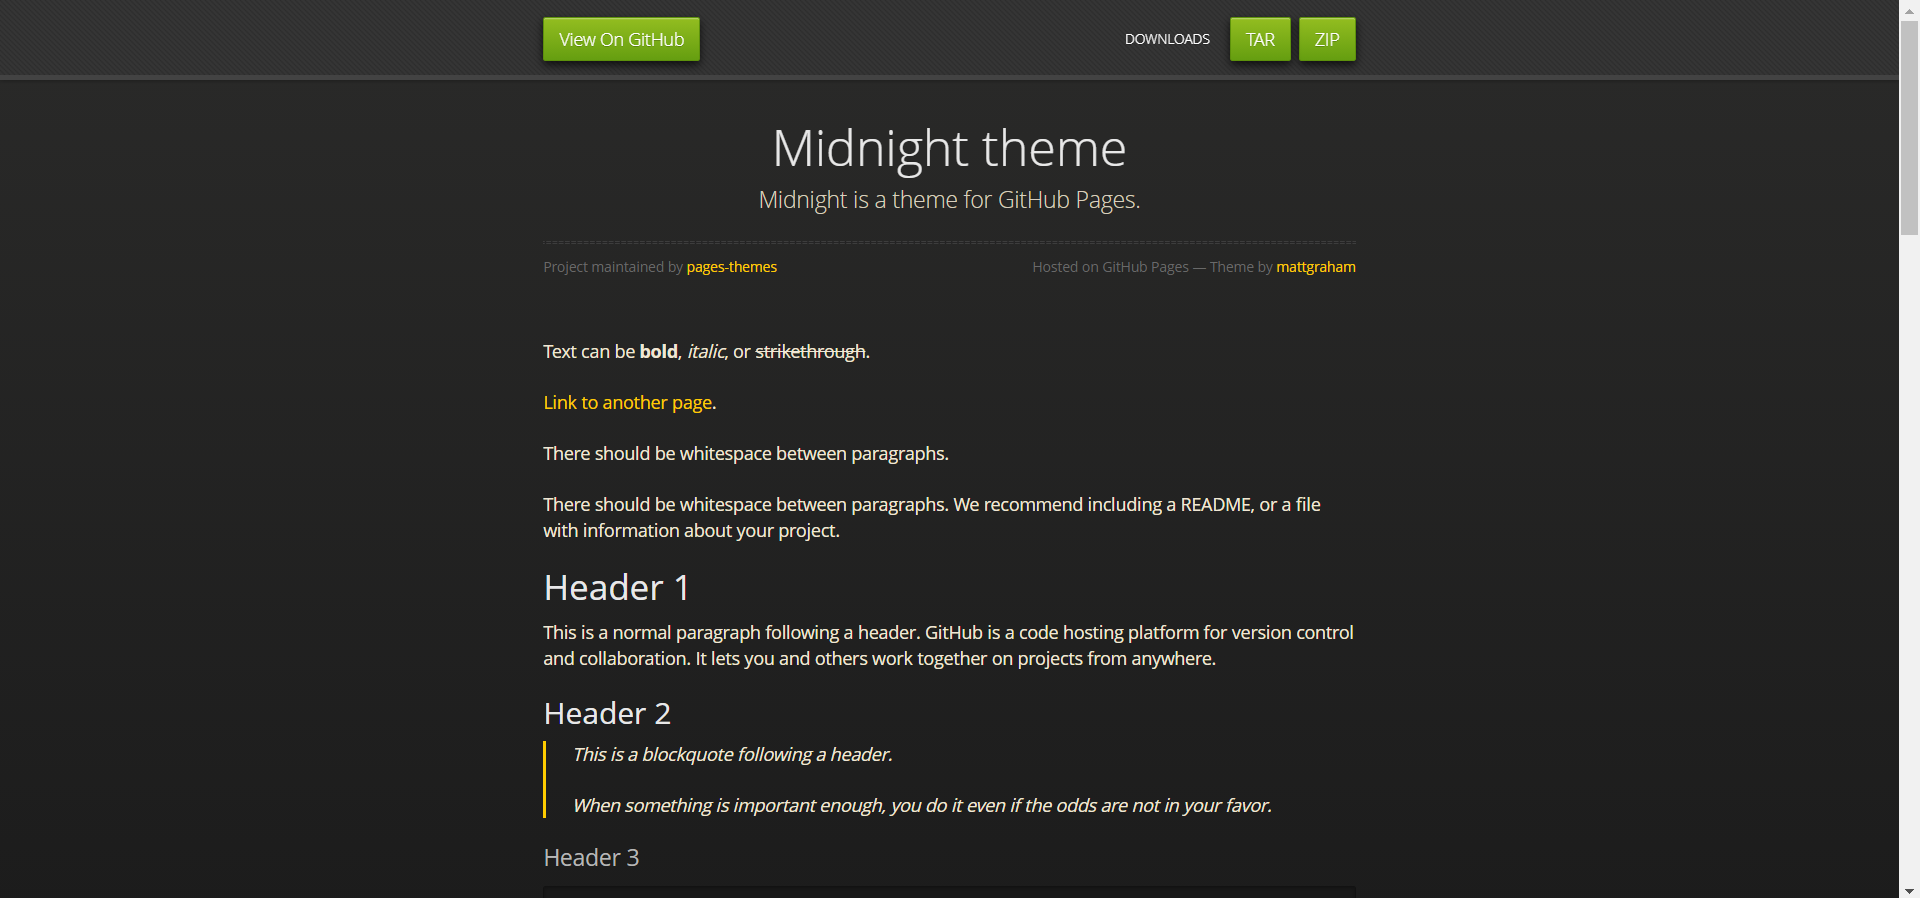 View On GitHub
DOWNLOADS TAR ZIP
Midnight theme
Midnight is a theme for GitHub Pages.
Project maintained by pages-themes
Hosted on GitHub Pages — Theme by mattgraham
Text can be bold, italic, or strikethrough.
Link to another page.
There should be whitespace between paragraphs.
There should be whitespace between paragraphs. We recommend including a README, or a file
with information about your project.
Header 1
This is a normal paragraph following a header. GitHub is a code hosting platform for version control
and collaboration. It lets you and others work together on projects from anywhere.
Header 2
This is a blockquote following a header.
When something is important enough, you do it even if the odds are not in your favor.
Header 3